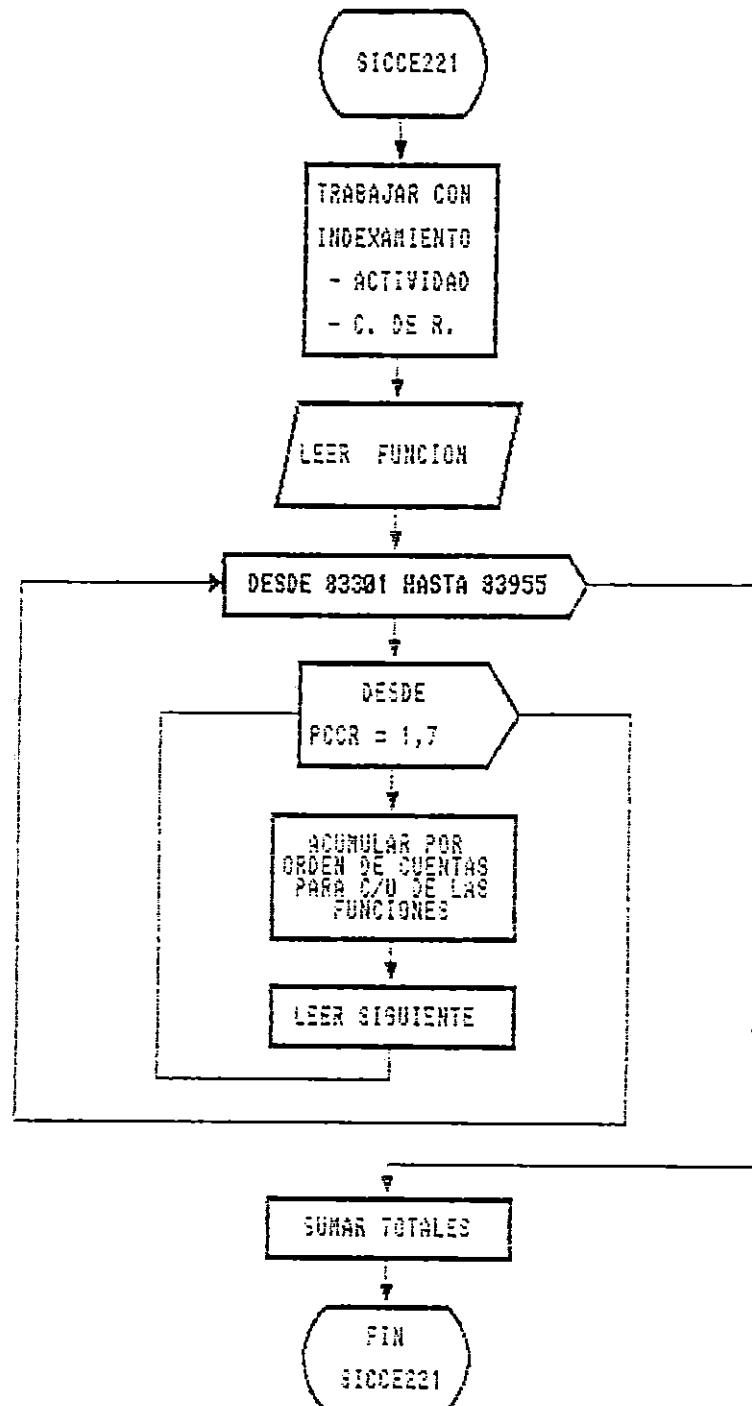 SICCE221
TRABAJAR CON
INDEXAMIENTO
- ACTIVIDAD
- C. DE R.
LEER FUNCION
DESDE 83301 HASTA 83955
DESDE
PCCR = 1,7
ACUMULAR POR
ORDEN DE CUENTAS
PARA C/U DE LAS
FUNCIONES
LEER SIGUIENTE
SUMAR TOTALES
FIN
SICCE221